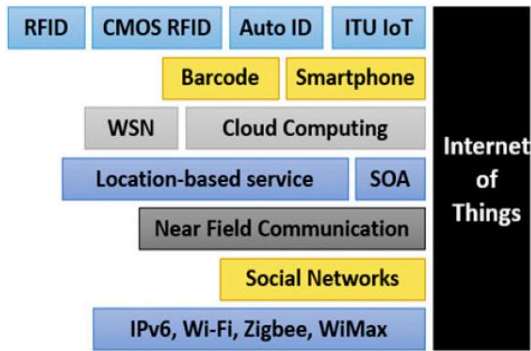 RFID CMOS RFID Auto ID ITU IoT
Barcode Smartphone
WSN Cloud Computing
Location-based service SOA
Near Field Communication
Social Networks
IPv6, Wi-Fi, Zigbee, WiMax
Internet
of
Things